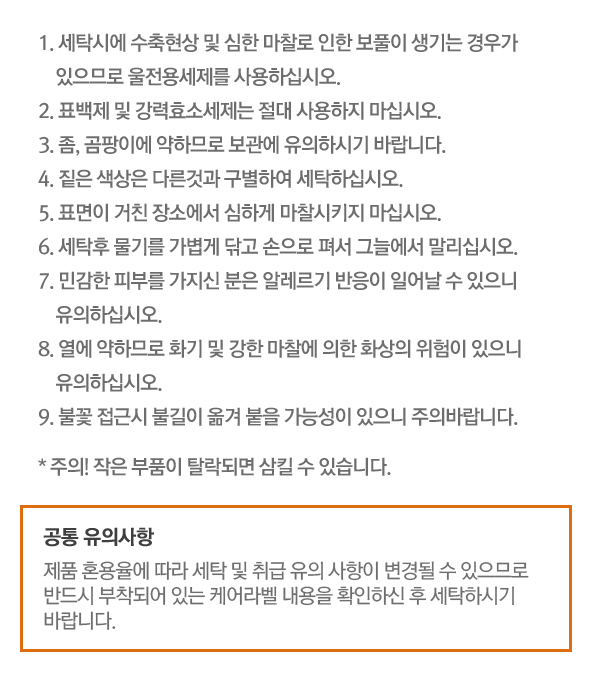 1. 세탁시에 수축현상 및 심한 마찰로 인한 보풀이 생기는 경우가
있으므로 울전용세제를 사용하십시오.
2. 표백제 및 강력효소세제는 절대 사용하지 마십시오.
3. 좀, 곰팡이에 약하므로 보관에 유의하시기 바랍니다.
4. 짙은 색상은 다른것과 구별하여 세탁하십시오.
5. 표면이 거친 장소에서 심하게 마찰시키지 마십시오.
6. 세탁후 물기를 가볍게 닦고 손으로 펴서 그늘에서 말리십시오.
7. 민감한 피부를 가지신 분은 알레르기 반응이 일어날 수 있으니
유의하십시오.
8. 열에 약하므로 화기 및 강한 마찰에 의한 화상의 위험이 있으니
유의하십시오.
9. 불꽃 접근시 불길이 옮겨 붙을 가능성이 있으니 주의바랍니다.
* 주의! 작은 부품이 탈락되면 삼킬 수 있습니다.
공통 유의사항
제품 혼용율에 따라 세탁 및 취급 유의 사항이 변경될 수 있으므로
반드시 부착되어 있는 케어라벨 내용을 확인하신 후 세탁하시기
바랍니다.